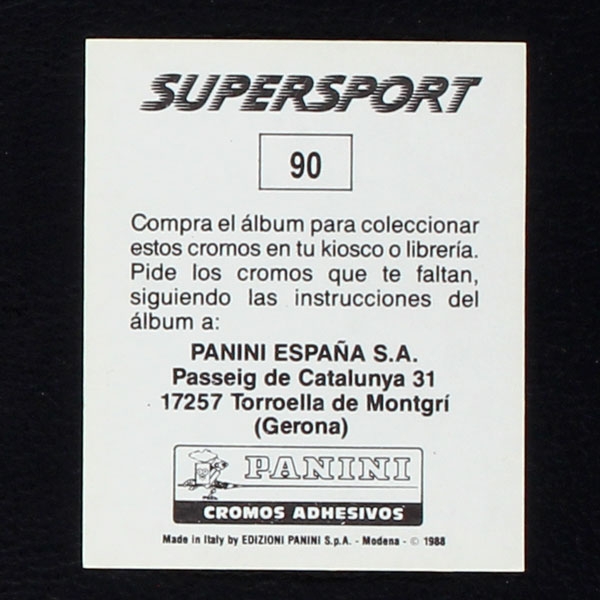 SUPERSPORT
90
Compra el álbum para coleccionar
estos cromos en tu kiosco o librería.
Pide los cromos que te faltan,
siguiendo las instrucciones del
álbum a:
PANINI ESPAÑA S.A.
Passeig de Catalunya 31
17257 Torroella de Montgrí
(Gerona)
PANINI
CROMOS ADHESIVOS
Made in Italy by EDIZIONI PANINI S.p.A. - Modena - © 1988